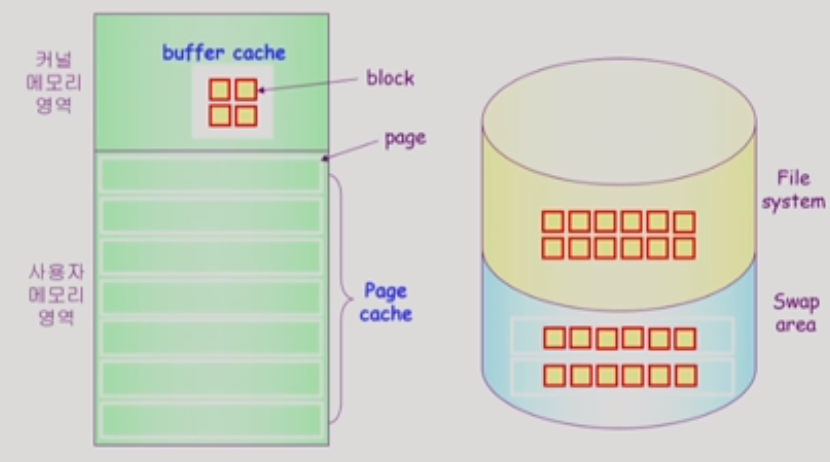 커널
메모리
영역
buffer cache
block
page
사용자
메모리
영역
Page
cache
File
system
Swap
area